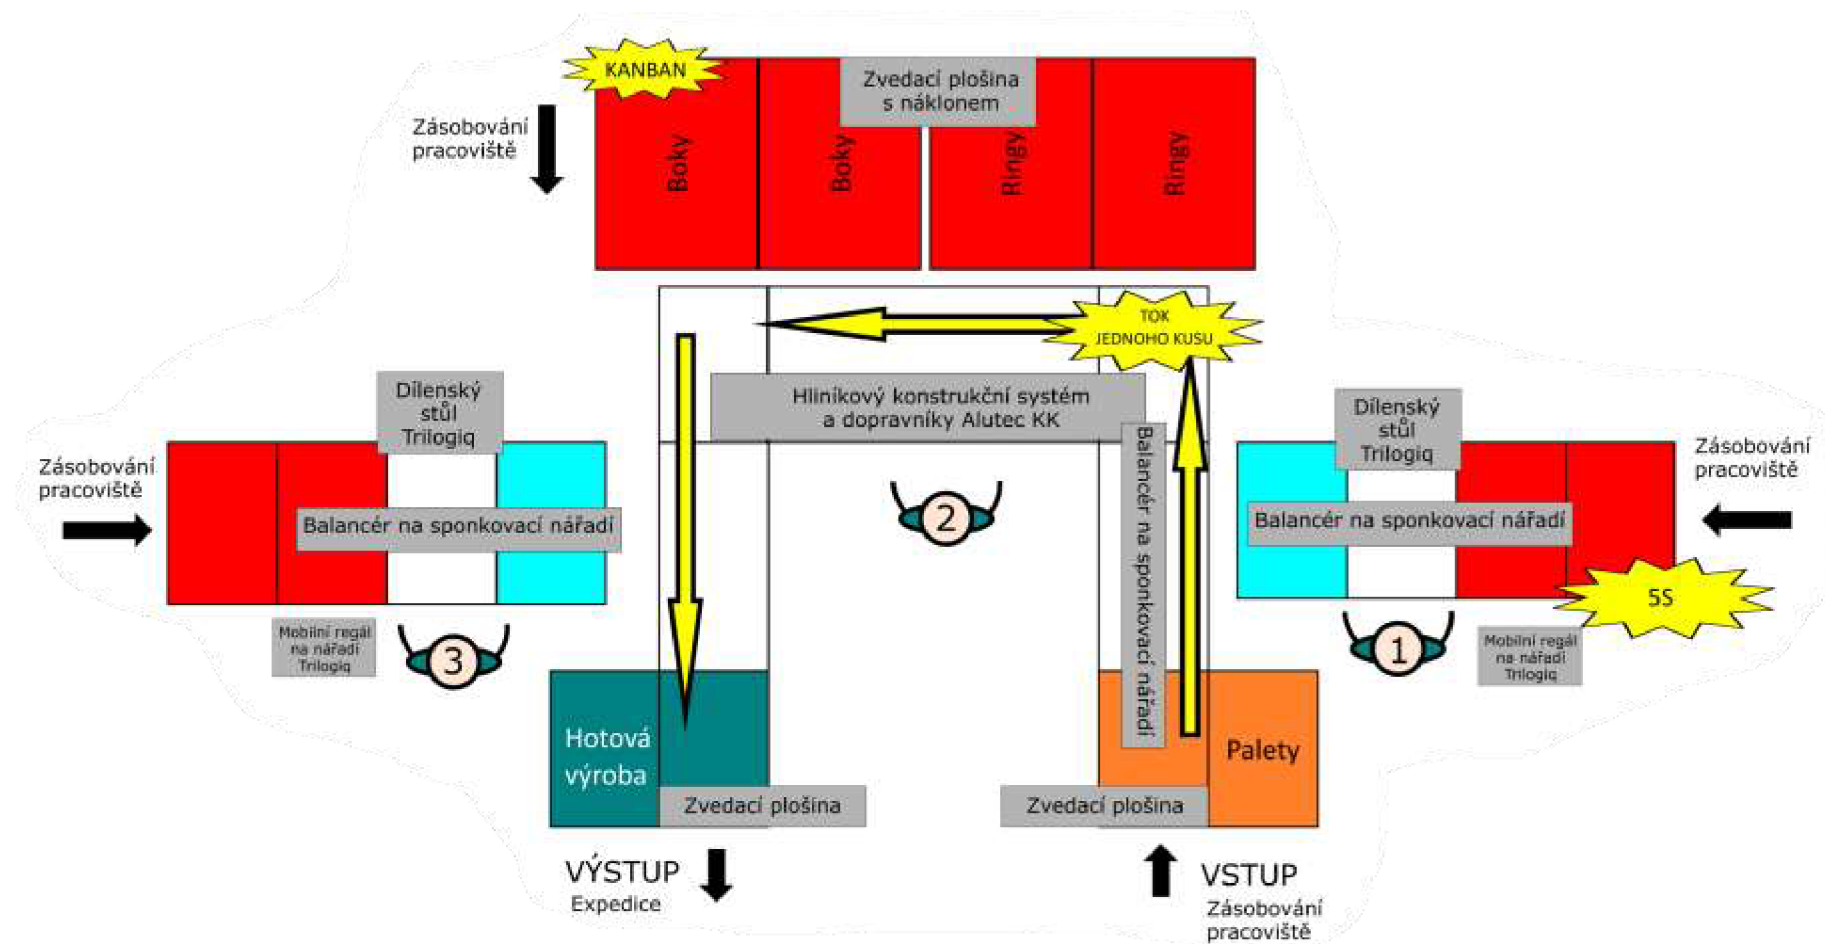 KANBAN
Zvedací plošina
s náklonem
Zásobování
pracoviště
Boky
Boky
Ringy
Ringy
TOK
JEDNOHO KUSU
Hliníkový konstrukční systém
a dopravníky Alutec KK
Dílenský
stůl
Trilogiq
Dílenský
stůl
Trilogiq
Zásobování
pracoviště
Zásobování
pracoviště
Balancér na sponkovací nářadí
Balancér na sponkovací nářadí
Balancér na sponkovací nářadí
2
5S
Mobilní regál
na nářadí
Trilogiq
3
1
Mobilní regál
na nářadí
Trilogiq
Hotová
výroba
Palety
Zvedací plošina
Zvedací plošina
VÝSTUP
Expedice
VSTUP
Zásobování
pracoviště